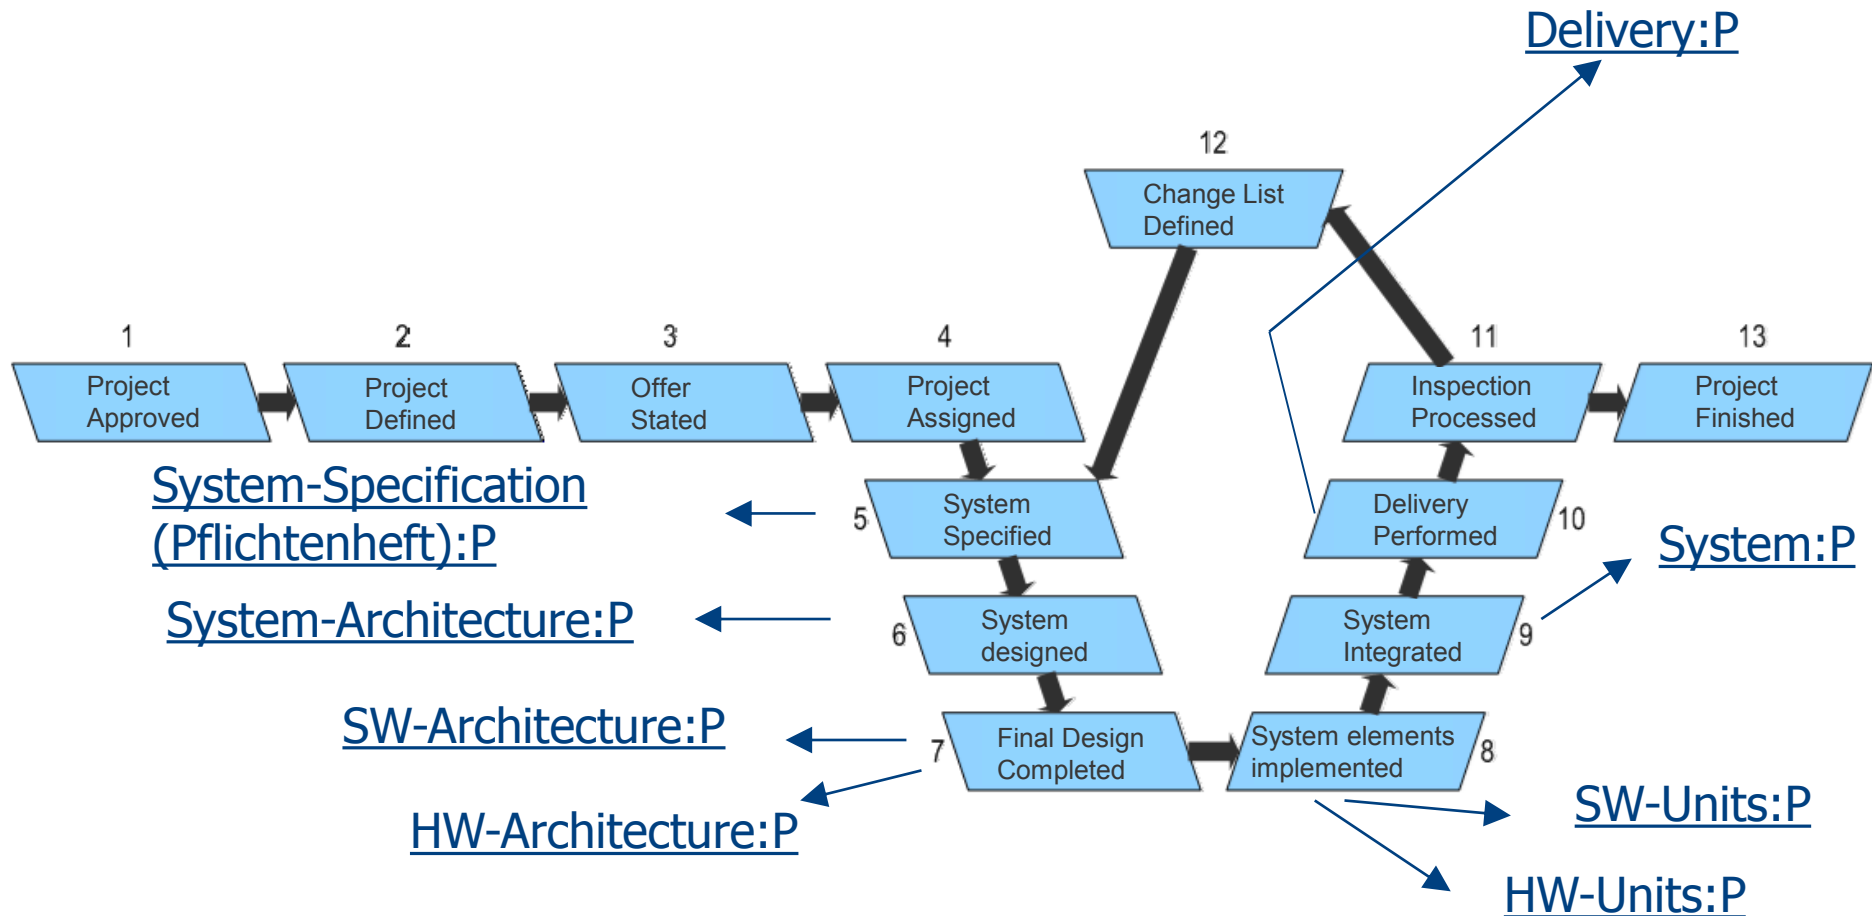 Delivery:P
12
Change List
Defined
1
2
3
4
11
13
Project
Approved
Project
Defined
Offer
Stated
Project
Assigned
Inspection
Processed
Project
Finished
System-Specification
(Pflichtenheft):P
5
System
Specified
Delivery
Performed
10
System:P
System-Architecture:P
6
System
designed
System
Integrated
9
SW-Architecture:P
7
Final Design
Completed
System elements
implemented
8
HW-Architecture:P
SW-Units:P
HW-Units:P